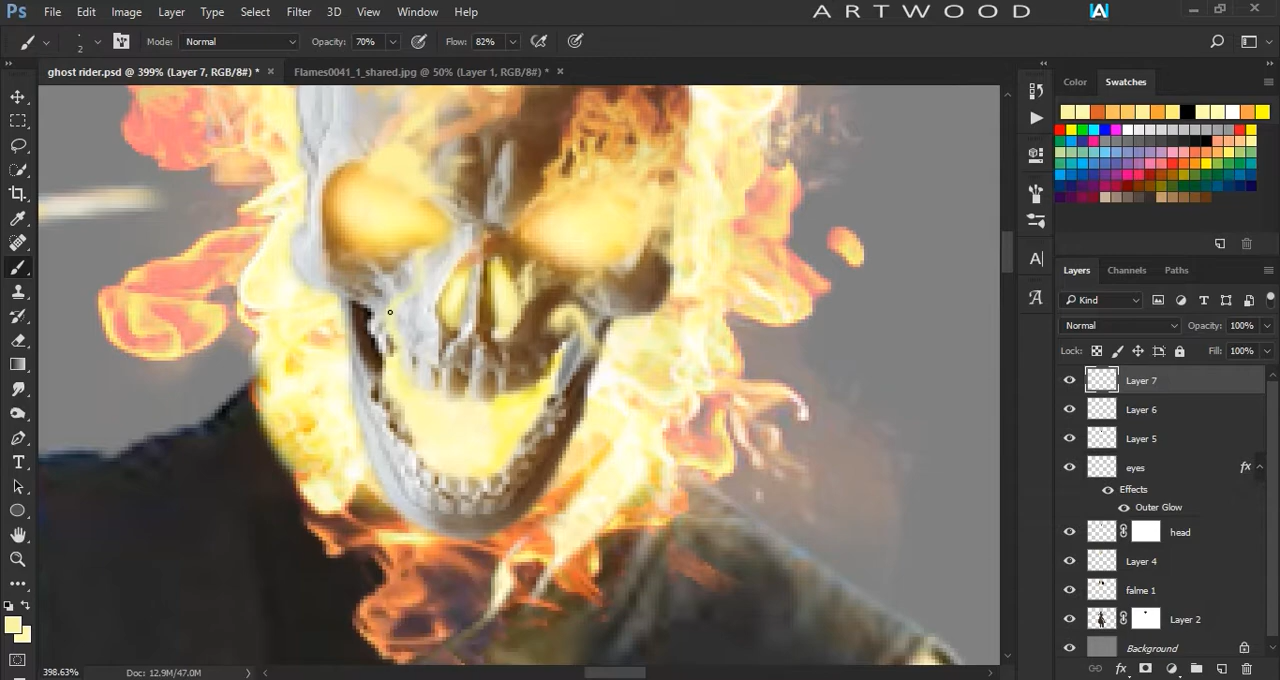 Ps File Edit Image Layer Type Select Filter 3D View Window Help
ARTWOOD
2 Mode: Normal Opacity: 70% Flow: 82%
ghost rider.psd @ 399% (Layer 7, RGB/8#) * × Flames0041_1_shared.jpg @ 50% (Layer 1, RGB/8#) * ×
Color Swatches
Layers Channels Paths
Kind
Normal Opacity: 100%
Lock: Fill: 100%
Layer 7
Layer 6
Layer 5
eyes fx
Effects
Outer Glow
head
Layer 4
falme 1
Layer 2
Background
398.63% Doc: 12.9M/47.0M